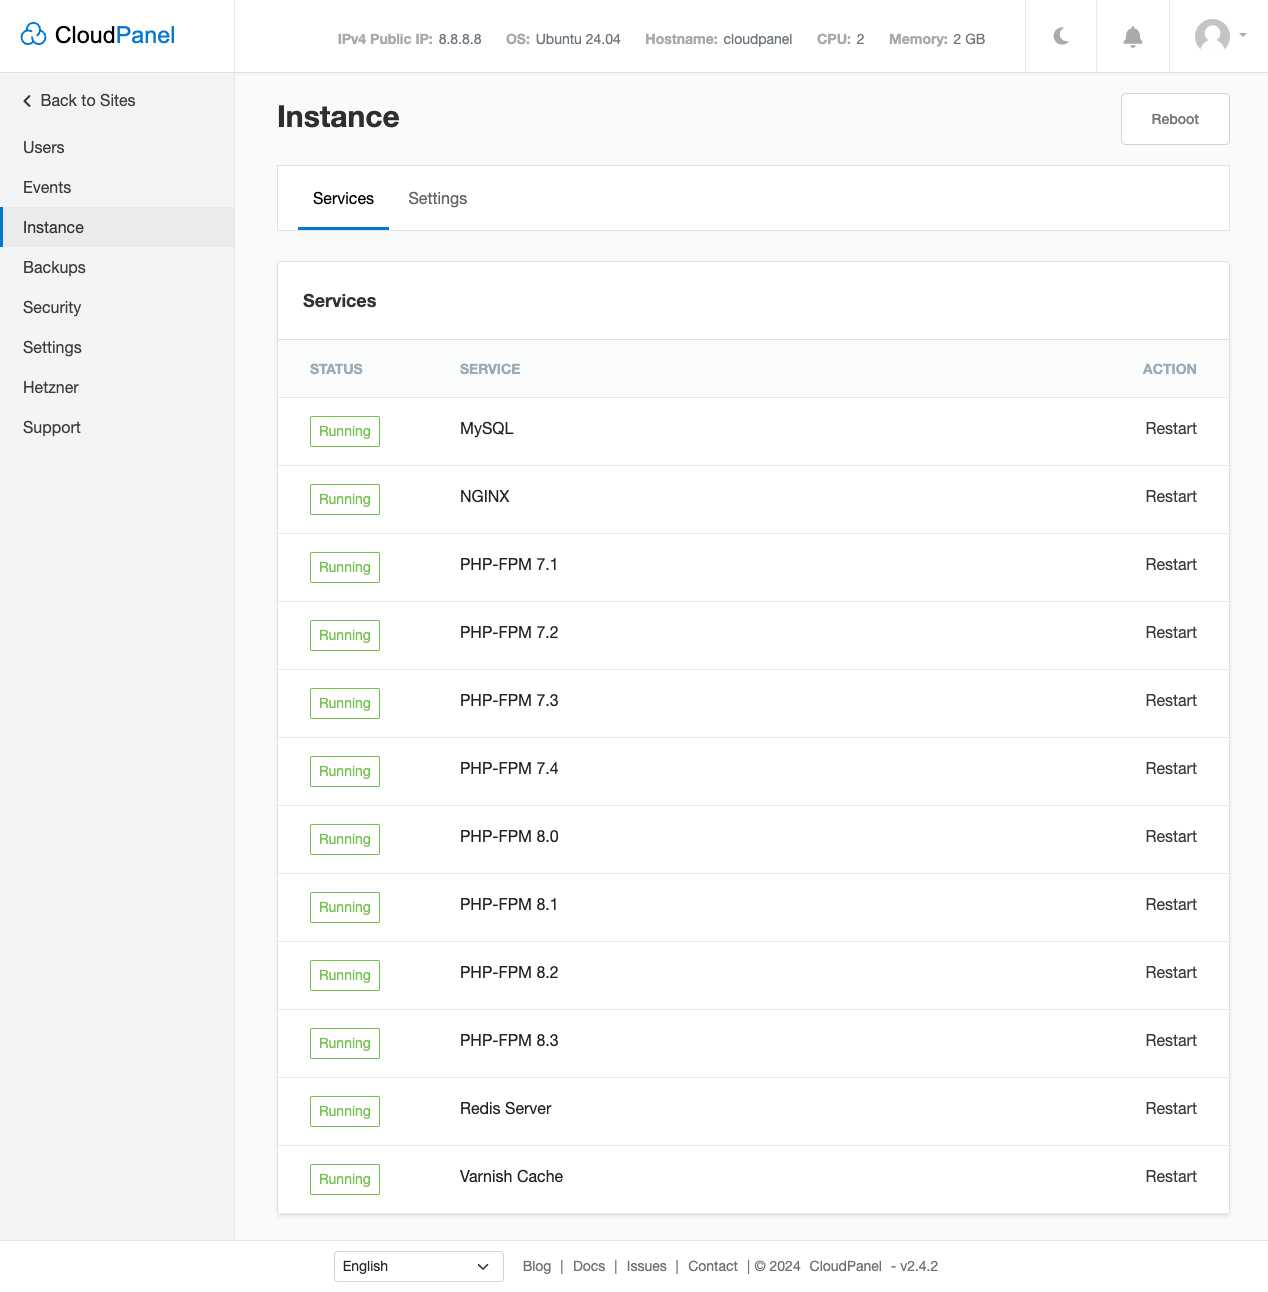 CloudPanel
IPv4 Public IP: 8.8.8.8 OS: Ubuntu 24.04 Hostname: cloudpanel CPU: 2 Memory: 2 GB
Back to Sites
Users
Events
Instance
Backups
Security
Settings
Hetzner
Support
Instance
Reboot
Services Settings
Services
STATUS SERVICE ACTION
Running MySQL Restart
Running NGINX Restart
Running PHP-FPM 7.1 Restart
Running PHP-FPM 7.2 Restart
Running PHP-FPM 7.3 Restart
Running PHP-FPM 7.4 Restart
Running PHP-FPM 8.0 Restart
Running PHP-FPM 8.1 Restart
Running PHP-FPM 8.2 Restart
Running PHP-FPM 8.3 Restart
Running Redis Server Restart
Running Varnish Cache Restart
English Blog | Docs | Issues | Contact | © 2024 CloudPanel - v2.4.2